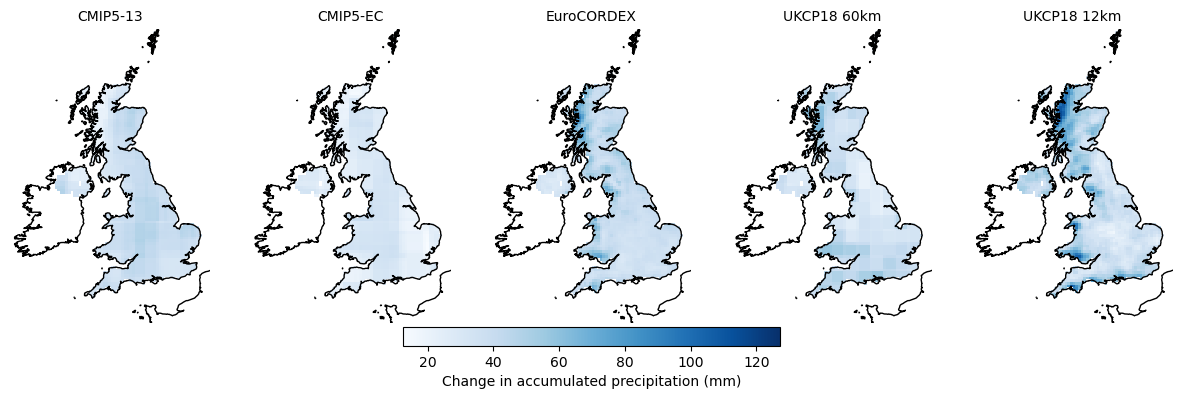 CMIP5-13 CMIP5-EC EuroCORDEX UKCP18 60km UKCP18 12km
20 40 60 80 100 120
Change in accumulated precipitation (mm)